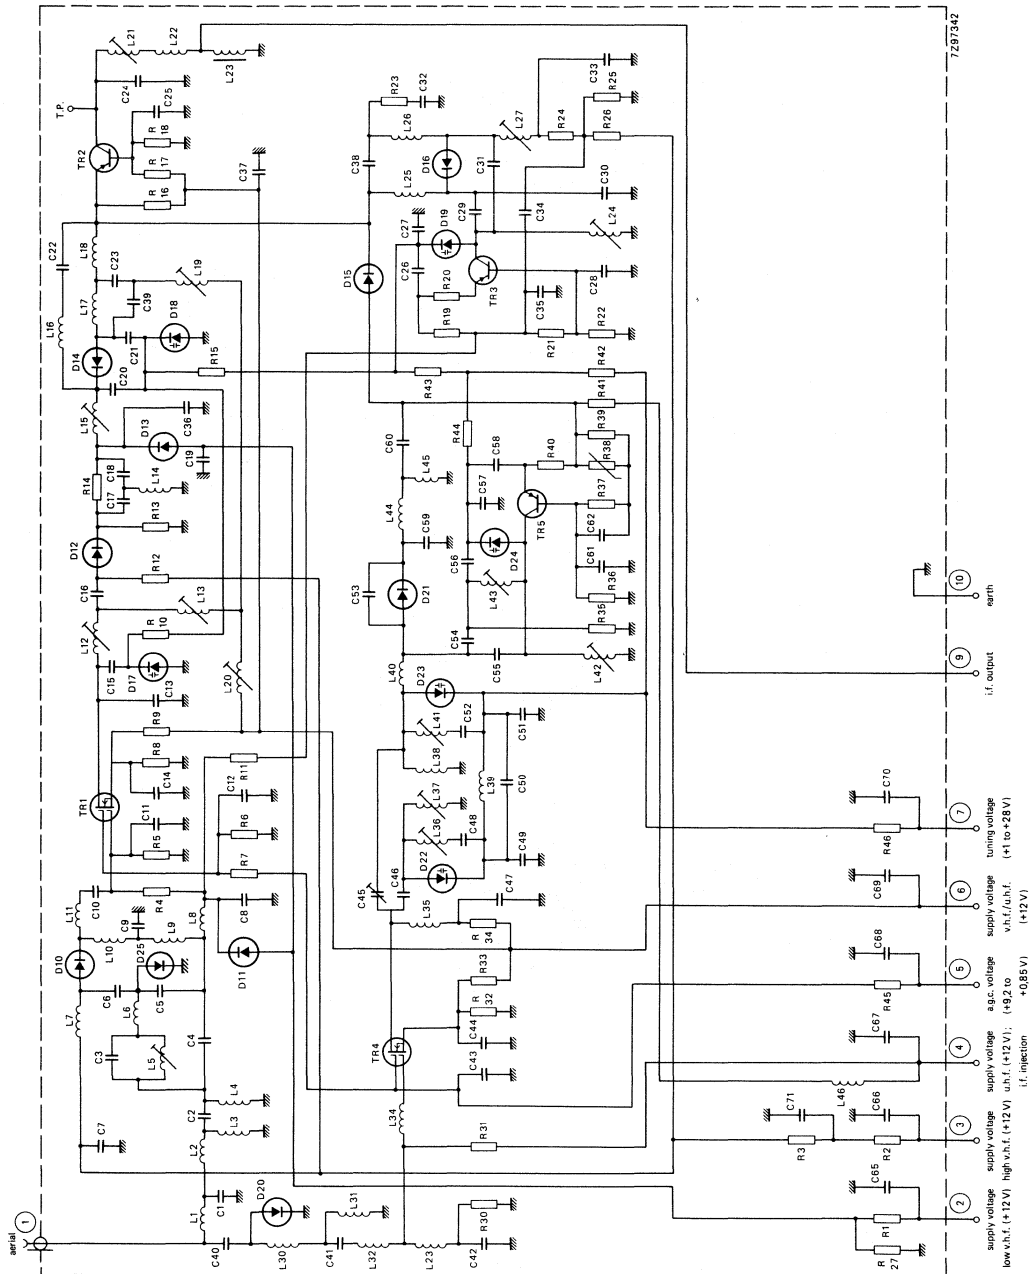 aerial
1
7Z97342
T.P.
L21
L22
L23
C24
C25
R
18
TR2
R
17
R
16
C37
C22
L18
C23
L19
L16
L17
C39
D18
D14
C21
C20
R15
L15
D13
C36
C18
C19
R14
L14
C17
R13
D12
R12
C16
L13
L12
R
10
C15
D17
C13
L20
R9
R8
C14
TR1
C11
R5
R11
C12
R6
R7
C10
R4
L11
C9
L8
C8
L9
L10
D25
D10
D11
C6
C5
L7
L6
C4
C3
L5
L4
C2
L3
C7
L2
C1
L1
D20
C40
L30
L31
C41
L32
L23
R30
C42
R23
C32
C33
R25
L26
L27
R24
R26
C38
D16
C31
L25
C30
C29
C34
L24
C27
D19
C26
R20
TR3
C28
D15
R19
C35
R21
R22
R42
R43
R41
R44
R39
C60
C58
R40
R38
L45
C57
R37
L44
TR5
C62
C59
D24
C61
C56
C53
D21
L43
R36
R35
C54
C55
L42
L40
D23
L41
C52
C51
L38
L39
C50
L37
L36
C48
C49
D22
C46
C45
C47
L35
R
34
R33
R
32
C44
TR4
C43
L34
R31
10
earth
9
i.f. output
C70
R46
7
tuning voltage
(+1 to +28 V)
C69
6
supply voltage
v.h.f./u.h.f.
(+12 V)
C68
R45
5
a.g.c. voltage
(+9,2 to
+0,85 V)
C67
L46
4
supply voltage
u.h.f. (+12 V);
i.f. injection
C71
C66
R3
R2
3
supply voltage
high v.h.f. (+12 V)
C65
R1
R
27
2
supply voltage
low v.h.f. (+12 V)